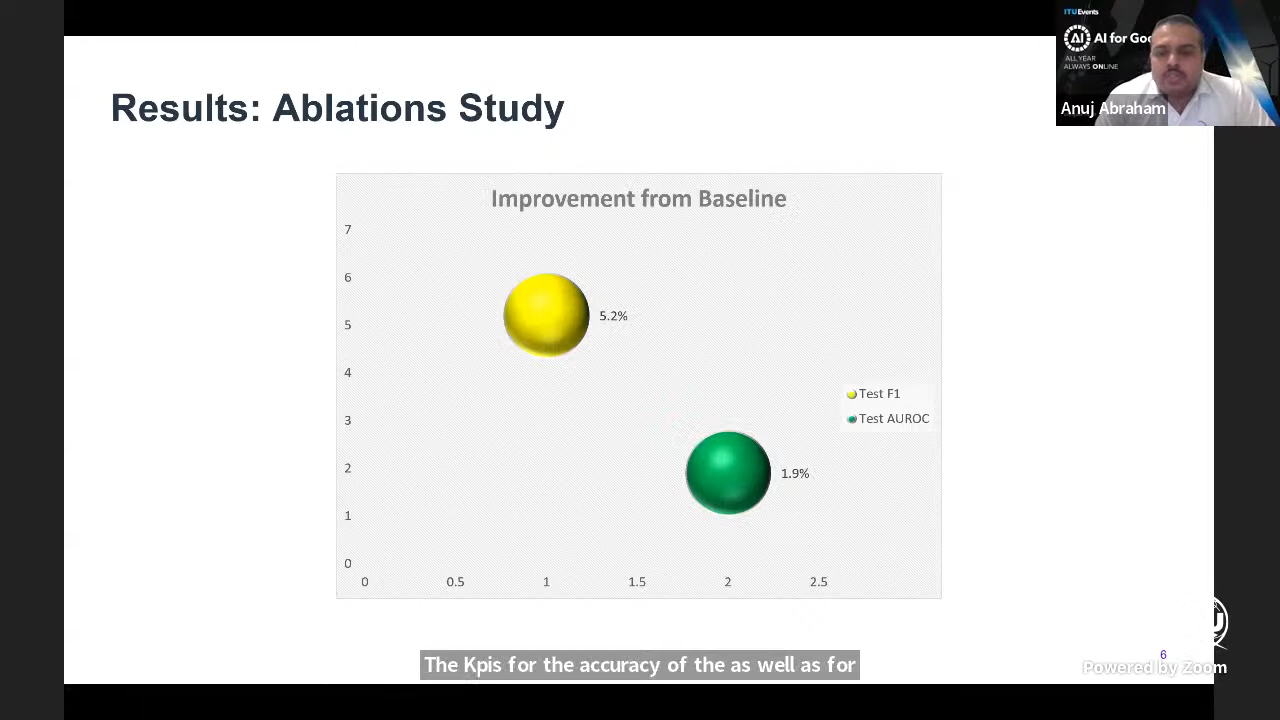 ITUEvents
AI
AI for Goo
ALL YEAR
ALWAYS ONLINE
Anuj Abraham
Results: Ablations Study
Improvement from Baseline
7
6
5
4
3
2
1
0
0 0.5 1 1.5 2 2.5
5.2%
1.9%
Test F1
Test AUROC
The Kpis for the accuracy of the as well as for
6
Powered by Zoom